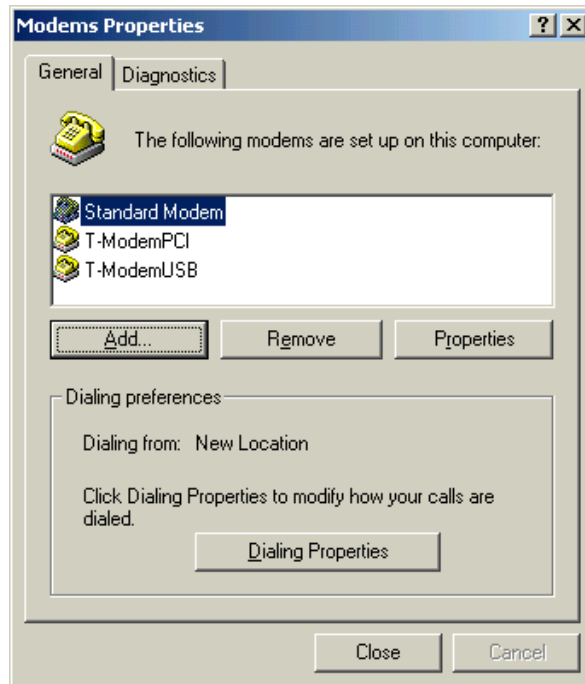 Modems Properties
General Diagnostics
The following modems are set up on this computer:
Standard Modem
T-ModemPCI
T-ModemUSB
Add... Remove Properties
Dialing preferences
Dialing from: New Location
Click Dialing Properties to modify how your calls are
dialed.
Dialing Properties
Close Cancel